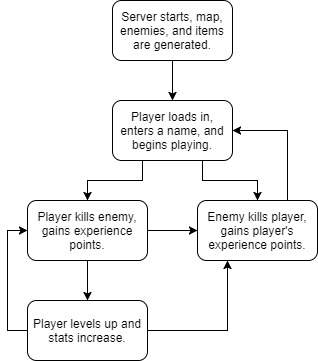 Server starts, map,
enemies, and items
are generated.
Player loads in,
enters a name, and
begins playing.
Player kills enemy,
gains experience
points.
Enemy kills player,
gains player's
experience points.
Player levels up and
stats increase.